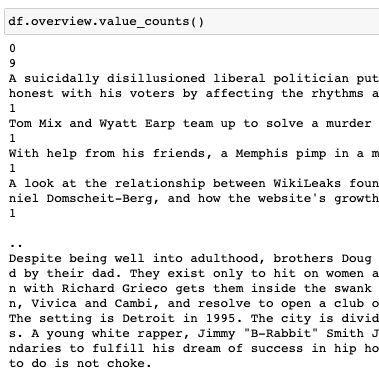 df.overview.value_counts()
0
9
A suicidally disillusioned liberal politician put
honest with his voters by affecting the rhythms a
1
Tom Mix and Wyatt Earp team up to solve a murder
1
With help from his friends, a Memphis pimp in a m
1
A look at the relationship between WikiLeaks foun
niel Domscheit-Berg, and how the website's growth
1
..
Despite being well into adulthood, brothers Doug
d by their dad. They exist only to hit on women a
n with Richard Grieco gets them inside the swank
n, Vivica and Cambi, and resolve to open a club o
The setting is Detroit in 1995. The city is divid
s. A young white rapper, Jimmy "B-Rabbit" Smith J
ndaries to fulfill his dream of success in hip ho
to do is not choke.